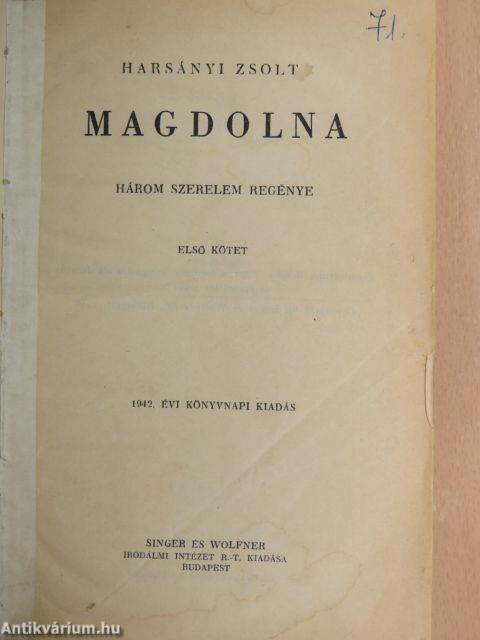 71.
HARSÁNYI ZSOLT
MAGDOLNA
HÁROM SZERELEM REGÉNYE
ELSŐ KÖTET
1942. ÉVI KÖNYVNAPI KIADÁS
SINGER ÉS WOLFNER
IRODALMI INTÉZET R.-T. KIADÁSA
BUDAPEST
Antikvárium.hu